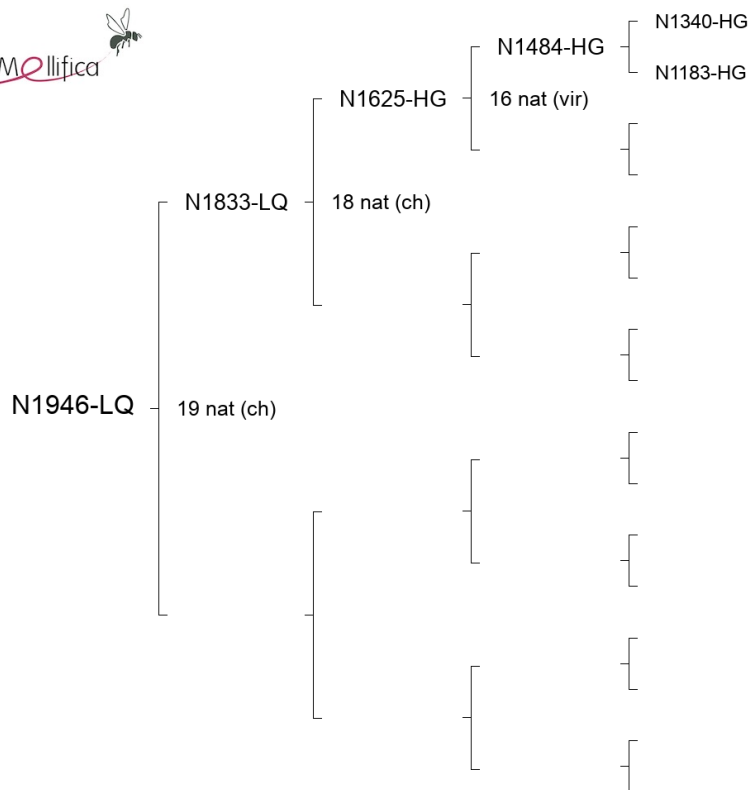 Mellifica
N1340-HG
N1484-HG
N1183-HG
N1625-HG
16 nat (vir)
N1833-LQ
18 nat (ch)
N1946-LQ
19 nat (ch)